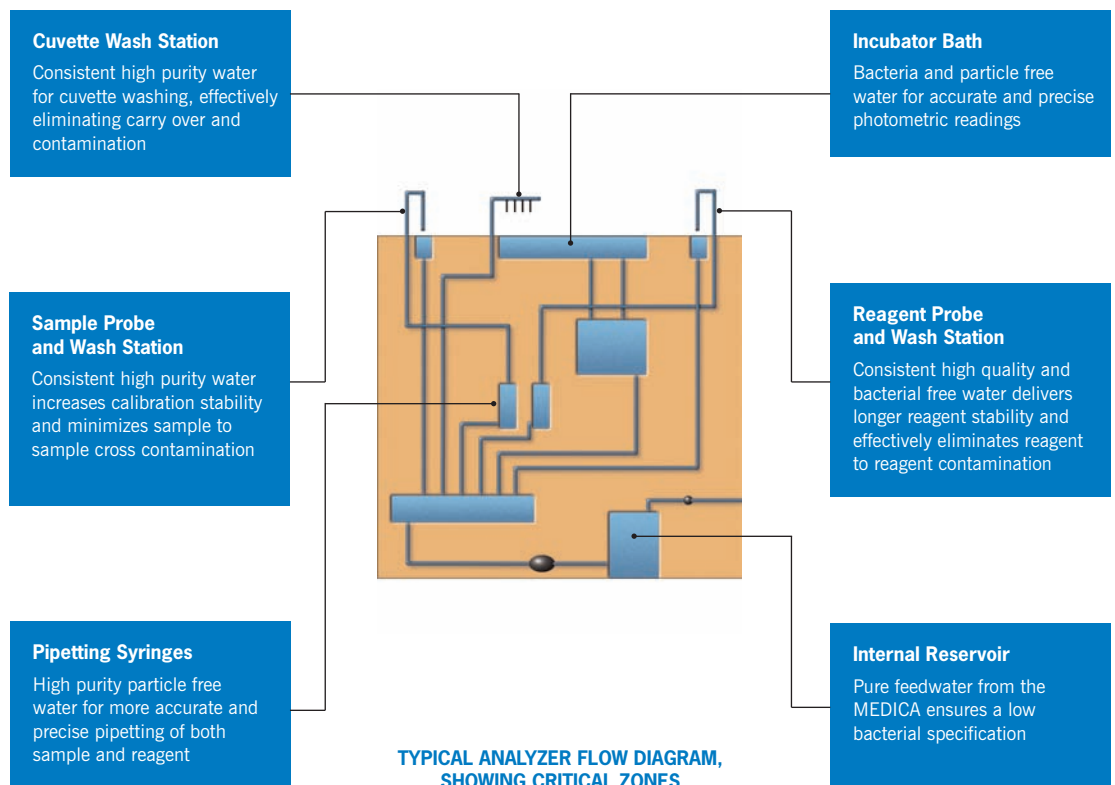 Cuvette Wash Station
Consistent high purity water
for cuvette washing, effectively
eliminating carry over and
contamination
Incubator Bath
Bacteria and particle free
water for accurate and precise
photometric readings
Sample Probe
and Wash Station
Consistent high purity water
increases calibration stability
and minimizes sample to
sample cross contamination
Reagent Probe
and Wash Station
Consistent high quality and
bacterial free water delivers
longer reagent stability and
effectively eliminates reagent
to reagent contamination
Pipetting Syringes
High purity particle free
water for more accurate and
precise pipetting of both
sample and reagent
Internal Reservoir
Pure feedwater from the
MEDICA ensures a low
bacterial specification
TYPICAL ANALYZER FLOW DIAGRAM,
SHOWING CRITICAL ZONES